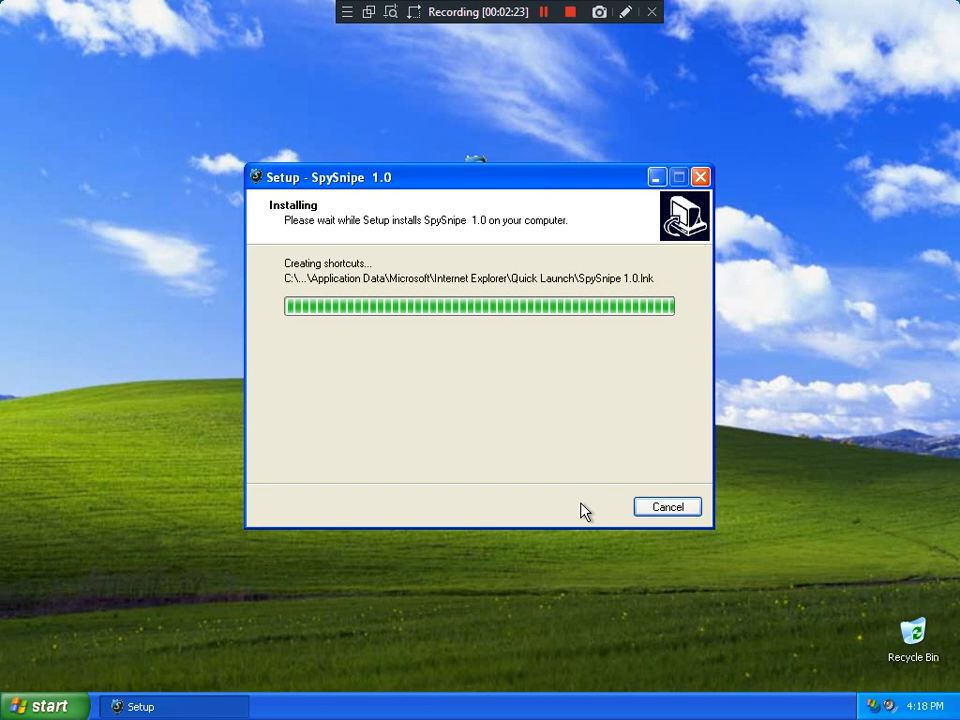 Recording [00:02:23]
Setup - SpySnipe  1.0
Installing
Please wait while Setup installs SpySnipe  1.0 on your computer.
Creating shortcuts...
C:\...\Application Data\Microsoft\Internet Explorer\Quick Launch\SpySnipe 1.0.lnk
Cancel
Recycle Bin
start
Setup
4:18 PM